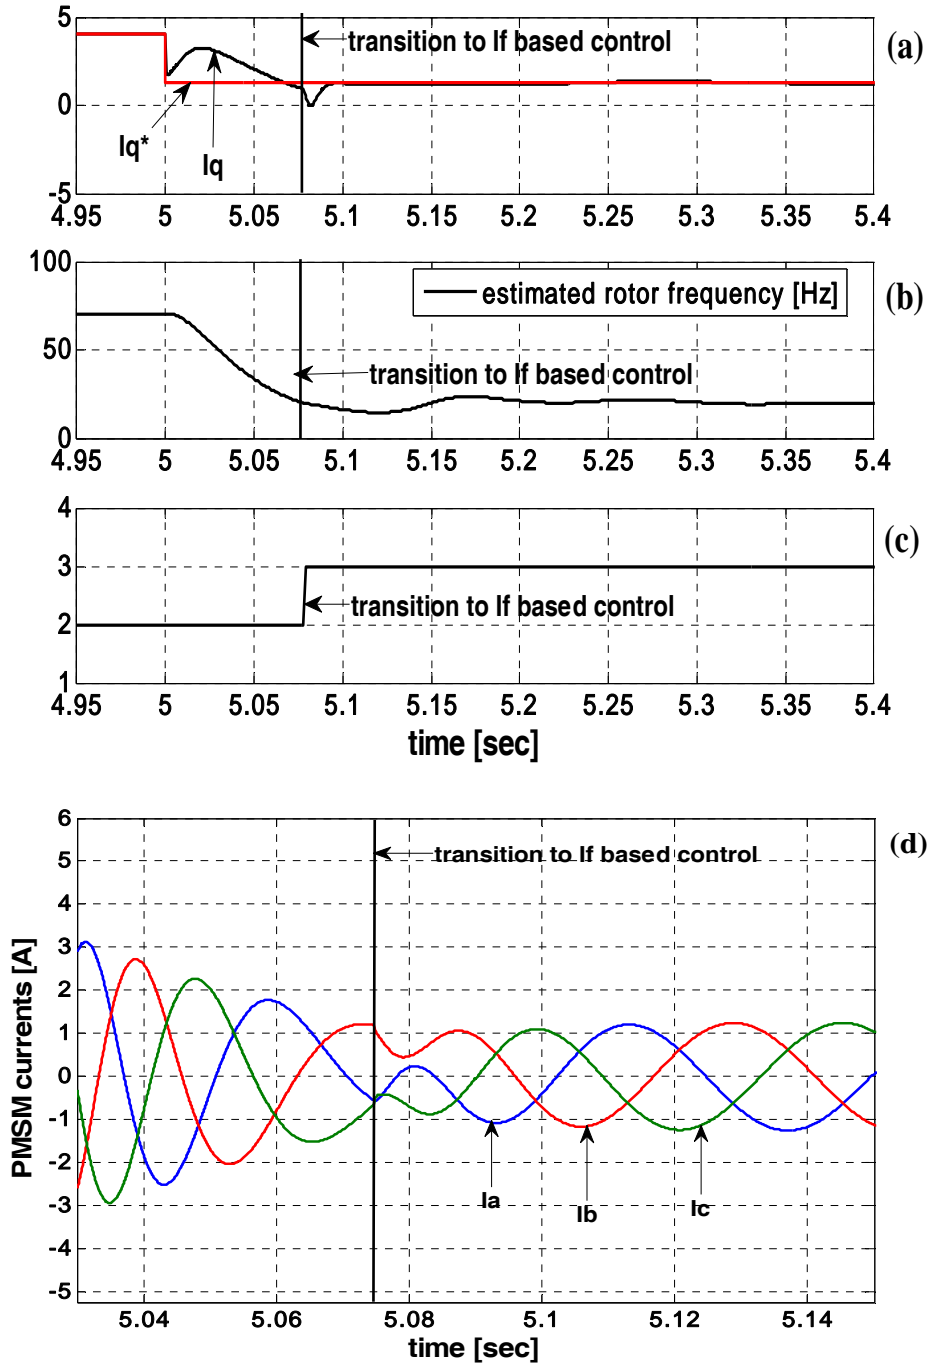 5
0
-5
transition to If based control
(a)
Iq*
Iq
4.95 5 5.05 5.1 5.15 5.2 5.25 5.3 5.35 5.4
100
50
0
estimated rotor frequency [Hz]
(b)
transition to If based control
4.95 5 5.05 5.1 5.15 5.2 5.25 5.3 5.35 5.4
4
3
2
1
(c)
transition to If based control
4.95 5 5.05 5.1 5.15 5.2 5.25 5.3 5.35 5.4
time [sec]
6
5
4
3
2
1
0
-1
-2
-3
-4
-5
PMSM currents [A]
transition to If based control
(d)
Ia
Ib
Ic
5.04 5.06 5.08 5.1 5.12 5.14
time [sec]